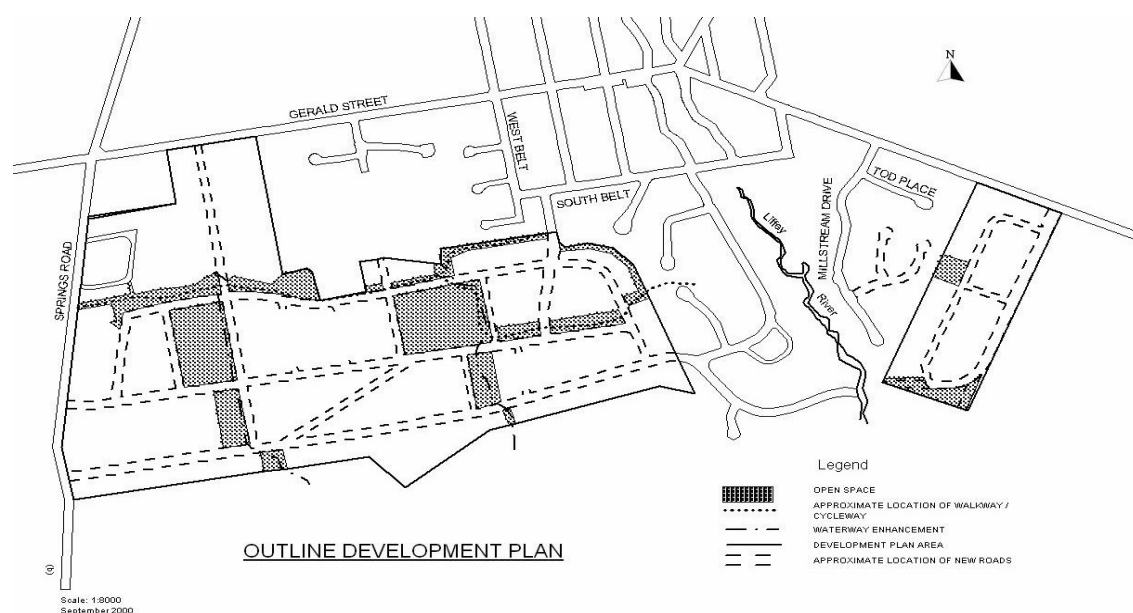 N
GERALD STREET
WEST BELT
SOUTH BELT
Liffey
River
MILLSTREAM DRIVE
TOD PLACE
SPRINGS ROAD
Legend
OPEN SPACE
APPROXIMATE LOCATION OF WALKWAY /
CYCLEWAY
WATERWAY ENHANCEMENT
DEVELOPMENT PLAN AREA
APPROXIMATE LOCATION OF NEW ROADS
OUTLINE DEVELOPMENT PLAN
Scale: 1:8000
September 2000